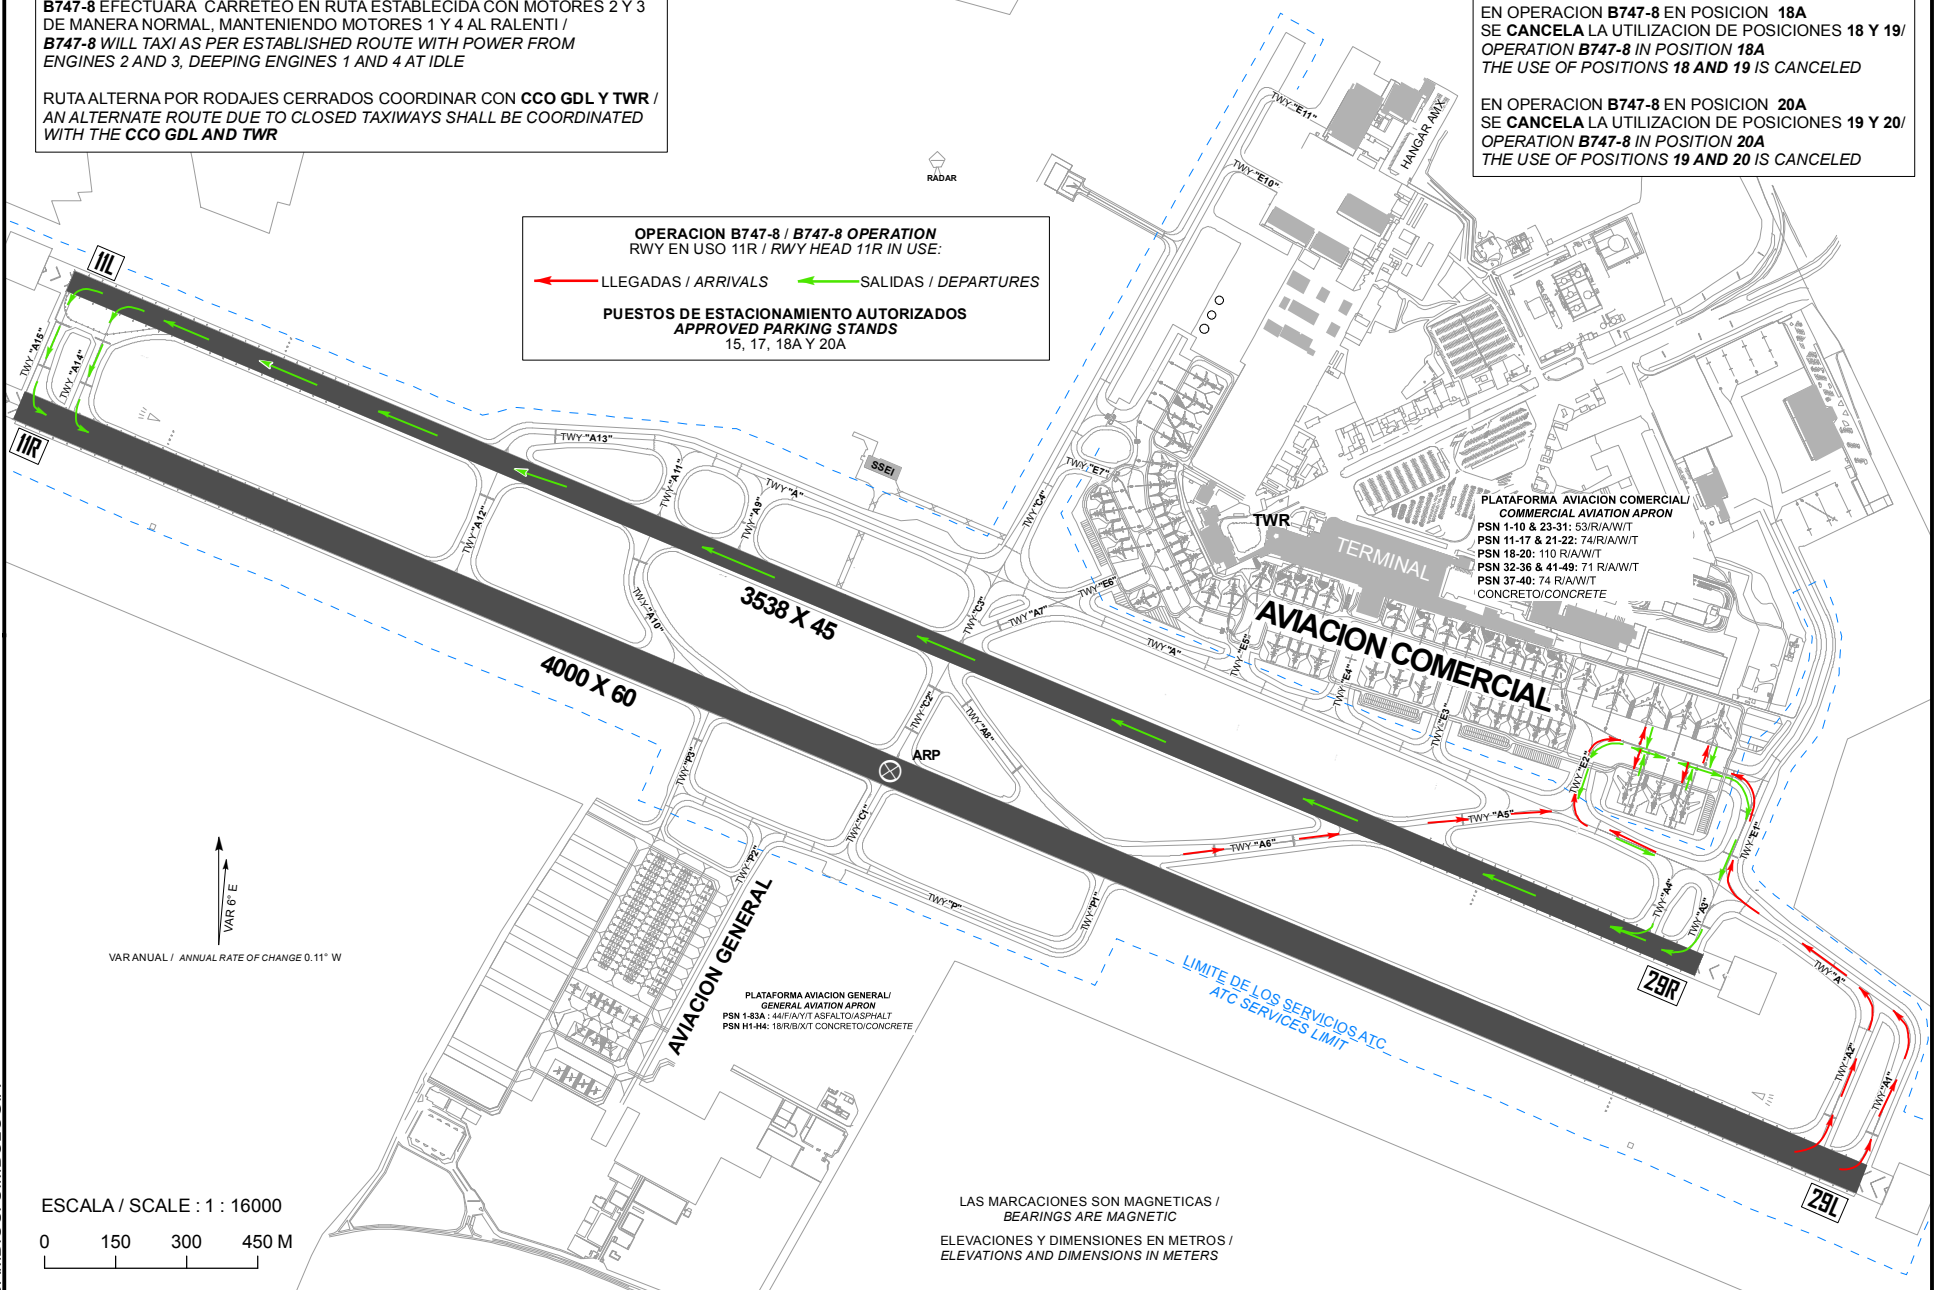 B747-8 EFECTUARA CARRETEO EN RUTA ESTABLECIDA CON MOTORES 2 Y 3
DE MANERA NORMAL, MANTENIENDO MOTORES 1 Y 4 AL RALENTI /
B747-8 WILL TAXI AS PER ESTABLISHED ROUTE WITH POWER FROM
ENGINES 2 AND 3, DEEPING ENGINES 1 AND 4 AT IDLE
RUTA ALTERNA POR RODAJES CERRADOS COORDINAR CON CCO GDL Y TWR /
AN ALTERNATE ROUTE DUE TO CLOSED TAXIWAYS SHALL BE COORDINATED
WITH THE CCO GDL AND TWR
EN OPERACION B747-8 EN POSICION 18A
SE CANCELA LA UTILIZACION DE POSICIONES 18 Y 19/
OPERATION B747-8 IN POSITION 18A
THE USE OF POSITIONS 18 AND 19 IS CANCELED
EN OPERACION B747-8 EN POSICION 20A
SE CANCELA LA UTILIZACION DE POSICIONES 19 Y 20/
OPERATION B747-8 IN POSITION 20A
THE USE OF POSITIONS 19 AND 20 IS CANCELED
RADAR
OPERACION B747-8 / B747-8 OPERATION
RWY EN USO 11R / RWY HEAD 11R IN USE:
LLEGADAS / ARRIVALS
SALIDAS / DEPARTURES
PUESTOS DE ESTACIONAMIENTO AUTORIZADOS
APPROVED PARKING STANDS
15, 17, 18A Y 20A
TWY "E11"
HANGAR AMX
TWY "E10"
11L
TWY "A15"
TWY "A14"
11R
TWY "A13"
TWY "A11"
TWY "A"
TWY "A9"
TWY "A12"
SSEI
TWY "E7"
TWY "C4"
TWR
TERMINAL
PLATAFORMA AVIACION COMERCIAL/
COMMERCIAL AVIATION APRON
PSN 1-10 & 23-31: 53/R/A/W/T
PSN 11-17 & 21-22: 74/R/A/W/T
PSN 18-20: 110 R/A/W/T
PSN 32-36 & 41-49: 71 R/A/W/T
PSN 37-40: 74 R/A/W/T
CONCRETO/CONCRETE
AVIACION COMERCIAL
TWY "E6"
TWY "C3"
TWY "A7"
TWY "A"
TWY "E5"
TWY "E4"
TWY "E3"
TWY "E2"
TWY "E1"
TWY "A10"
3538 X 45
4000 X 60
TWY "C2"
TWY "A8"
ARP
TWY "P3"
TWY "C1"
TWY "A5"
TWY "A6"
TWY "P2"
TWY "P"
TWY "P1"
TWY "A4"
TWY "A3"
29R
TWY "A"
TWY "A2"
TWY "A1"
29L
VAR 6° E
VAR ANUAL / ANNUAL RATE OF CHANGE 0.11° W
AVIACION GENERAL
PLATAFORMA AVIACION GENERAL/
GENERAL AVIATION APRON
PSN 1-83A : 44/F/A/Y/T ASFALTO/ASPHALT
PSN H1-H4: 18/R/B/X/T CONCRETO/CONCRETE
LIMITE DE LOS SERVICIOS ATC
ATC SERVICES LIMIT
ESCALA / SCALE : 1 : 16000
0 150 300 450 M
LAS MARCACIONES SON MAGNETICAS /
BEARINGS ARE MAGNETIC
ELEVACIONES Y DIMENSIONES EN METROS /
ELEVATIONS AND DIMENSIONS IN METERS